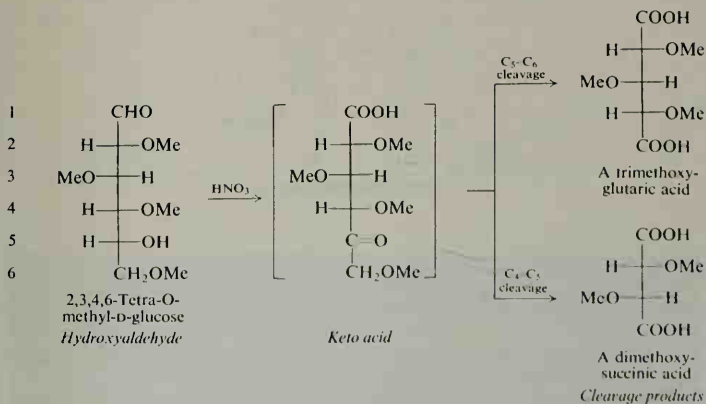 1 CHO
2 H OMe
3 MeO H
4 H OMe
5 H OH
6 CH₂OMe
2,3,4,6-Tetra-O-
methyl-D-glucose
Hydroxyaldehyde
HNO₃
COOH
H OMe
MeO H
H OMe
C=O
CH₂OMe
Keto acid
C₅–C₆
cleavage
COOH
H OMe
MeO H
H OMe
COOH
A trimethoxy-
glutaric acid
C₄–C₅
cleavage
COOH
H OMe
MeO H
COOH
A dimethoxy-
succinic acid
Cleavage products